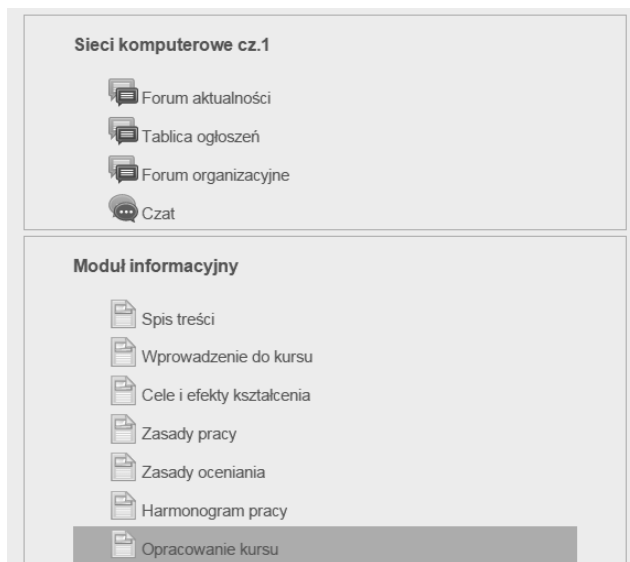 Sieci komputerowe cz.1
Forum aktualności
Tablica ogłoszeń
Forum organizacyjne
Czat
Moduł informacyjny
Spis treści
Wprowadzenie do kursu
Cele i efekty kształcenia
Zasady pracy
Zasady oceniania
Harmonogram pracy
Opracowanie kursu